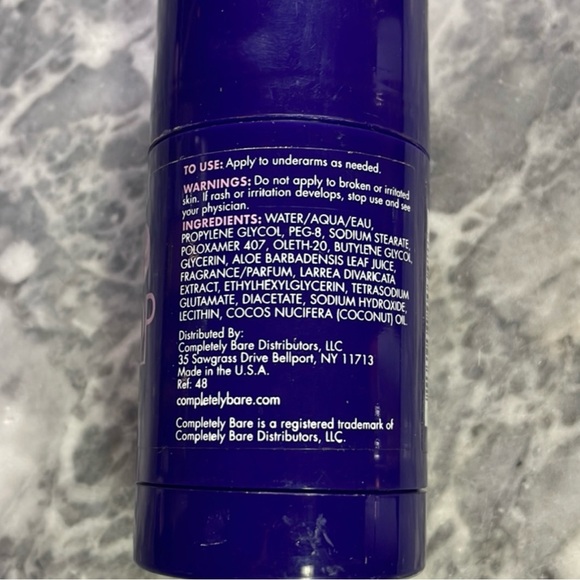 TO USE: Apply to underarms as needed.
WARNINGS: Do not apply to broken or irritated
skin. If rash or irritation develops, stop use and see
your physician.
INGREDIENTS: WATER/AQUA/EAU,
PROPYLENE GLYCOL, PEG-8, SODIUM STEARATE,
POLOXAMER 407, OLETH-20, BUTYLENE GLYCOL,
GLYCERIN, ALOE BARBADENSIS LEAF JUICE,
FRAGRANCE/PARFUM, LARREA DIVARICATA
EXTRACT, ETHYLHEXYLGLYCERIN, TETRASODIUM
GLUTAMATE, DIACETATE, SODIUM HYDROXIDE,
LECITHIN, COCOS NUCIFERA (COCONUT) OIL.
Distributed By:
Completely Bare Distributors, LLC
35 Sawgrass Drive Bellport, NY 11713
Made in the U.S.A.
Ref: 48
completelybare.com
Completely Bare is a registered trademark of
Completely Bare Distributors, LLC.